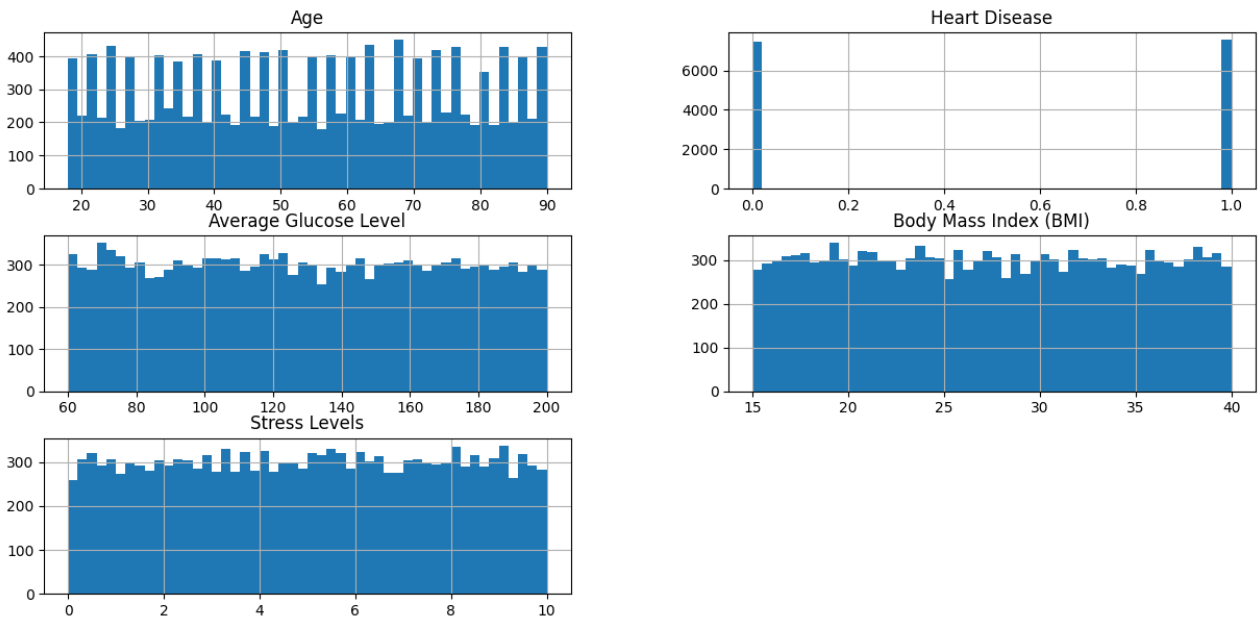 Age
400
300
200
100
0
20 30 40 50 60 70 80 90
Heart Disease
6000
4000
2000
0
0.0 0.2 0.4 0.6 0.8 1.0
Average Glucose Level
300
200
100
0
60 80 100 120 140 160 180 200
Body Mass Index (BMI)
300
200
100
0
15 20 25 30 35 40
Stress Levels
300
200
100
0
0 2 4 6 8 10